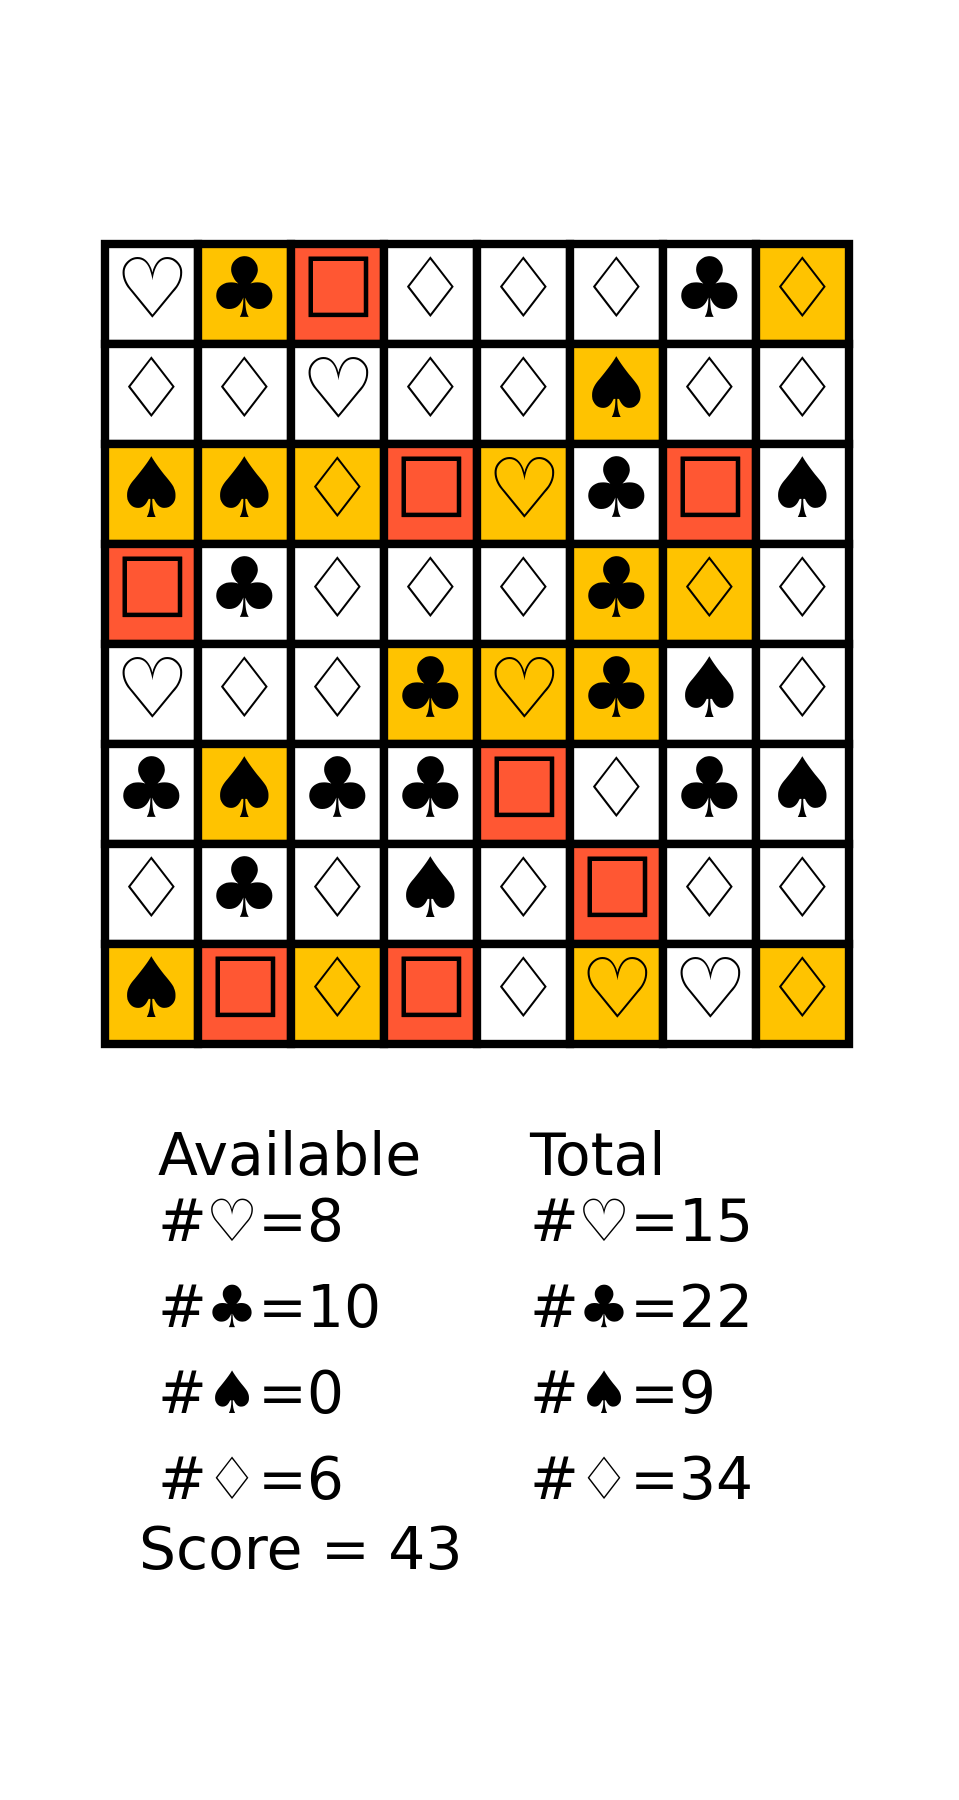 ♡ ♣ □ ♢ ♢ ♢ ♣ ♢
♢ ♢ ♡ ♢ ♢ ♠ ♢ ♢
♠ ♠ ♢ □ ♡ ♣ □ ♠
□ ♣ ♢ ♢ ♢ ♣ ♢ ♢
♡ ♢ ♢ ♣ ♡ ♣ ♠ ♢
♣ ♠ ♣ ♣ □ ♢ ♣ ♠
♢ ♣ ♢ ♠ ♢ □ ♢ ♢
♠ □ ♢ □ ♢ ♡ ♡ ♢
Available Total
#♡=8 #♡=15
#♣=10 #♣=22
#♠=0 #♠=9
#♢=6 #♢=34
Score = 43